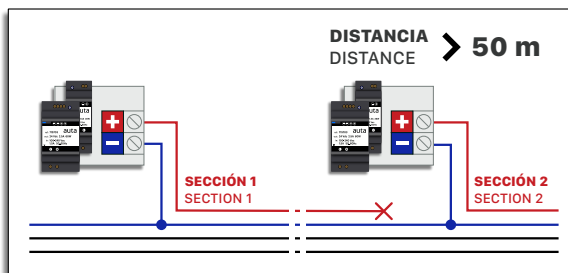 DISTANCIA
DISTANCE
> 50 m
auta
auta
+
−
+
−
SECCIÓN 1
SECTION 1
SECCIÓN 2
SECTION 2